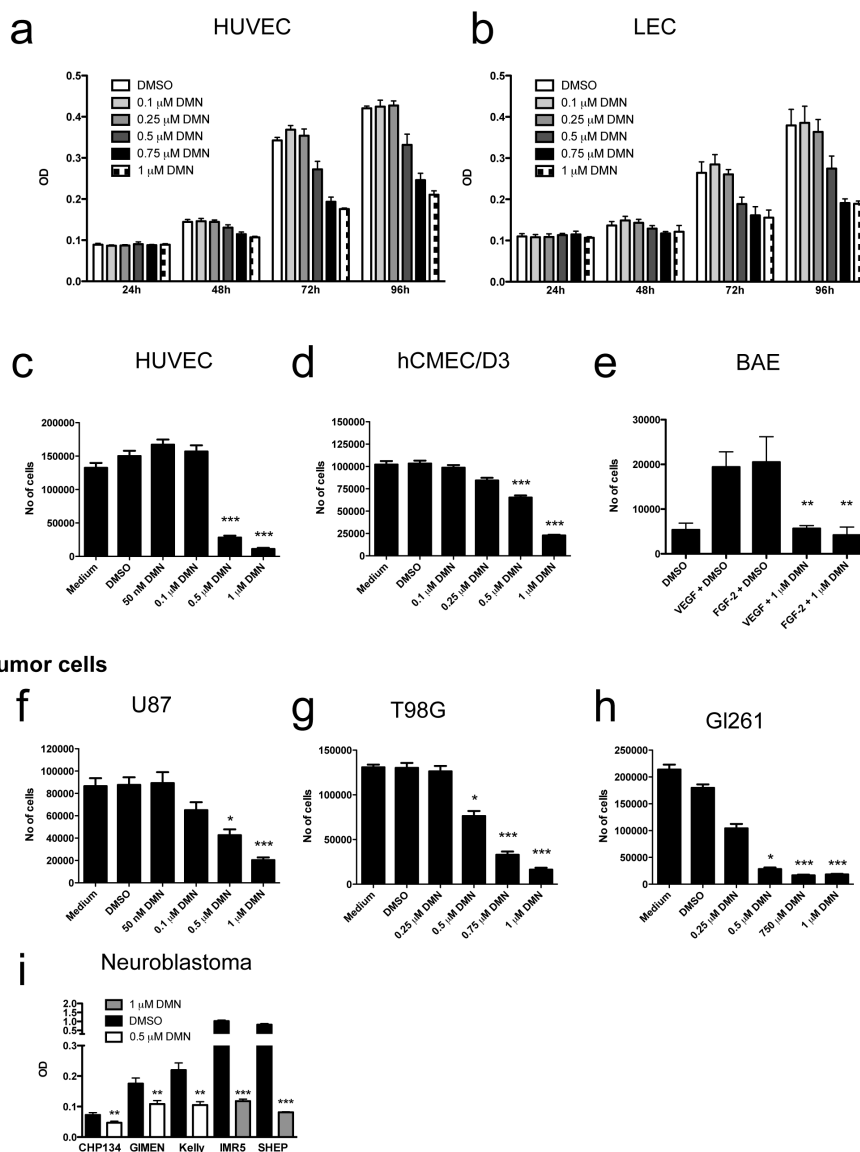 a
HUVEC
0.5
0.4
0.3
0.2
0.1
0.0
OD
DMSO
0.1 μM DMN
0.25 μM DMN
0.5 μM DMN
0.75 μM DMN
1 μM DMN
24h 48h 72h 96h
b
LEC
0.5
0.4
0.3
0.2
0.1
0.0
OD
DMSO
0.1 μM DMN
0.25 μM DMN
0.5 μM DMN
0.75 μM DMN
1 μM DMN
24h 48h 72h 96h
c
HUVEC
200000
150000
100000
50000
0
No of cells
*** ***
Medium DMSO 50 nM DMN 0.1 μM DMN 0.5 μM DMN 1 μM DMN
d
hCMEC/D3
150000
125000
100000
75000
50000
25000
0
No of cells
*** ***
Medium DMSO 0.1 μM DMN 0.25 μM DMN 0.5 μM DMN 1 μM DMN
e
BAE
30000
20000
10000
0
No of cells
** **
DMSO VEGF + DMSO FGF-2 + DMSO VEGF + 1 μM DMN FGF-2 + 1 μM DMN
umor cells
f
U87
120000
100000
80000
60000
40000
20000
0
No of cells
* ***
Medium DMSO 50 nM DMN 0.1 μM DMN 0.5 μM DMN 1 μM DMN
g
T98G
150000
100000
50000
0
No of cells
* *** ***
Medium DMSO 0.25 μM DMN 0.5 μM DMN 0.75 μM DMN 1 μM DMN
h
Gl261
250000
200000
150000
100000
50000
0
No of cells
* *** ***
Medium DMSO 0.25 μM DMN 0.5 μM DMN 750 μM DMN 1 μM DMN
i
Neuroblastoma
2.0
1.5
1.0
0.5
0.3
0.2
0.1
0.0
OD
1 μM DMN
DMSO
0.5 μM DMN
** ** ** *** ***
CHP134 GIMEN Kelly IMR5 SHEP